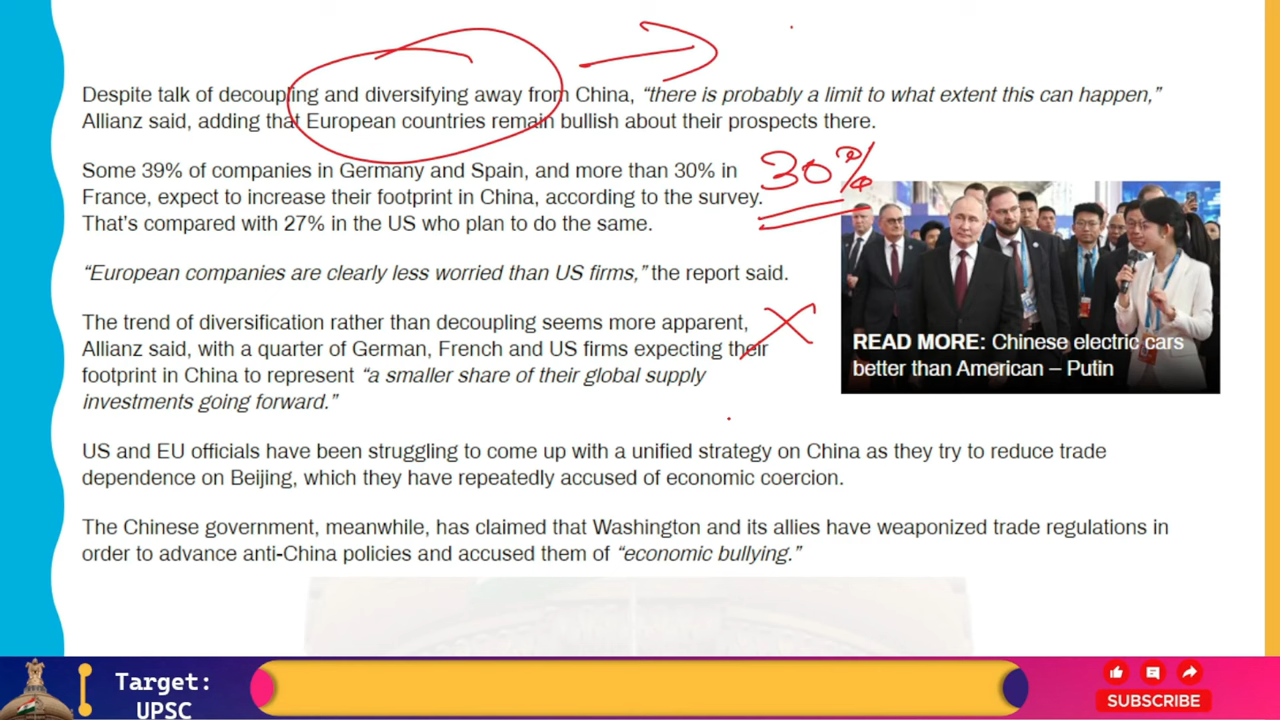 Despite talk of decoupling and diversifying away from China, “there is probably a limit to what extent this can happen,”
Allianz said, adding that European countries remain bullish about their prospects there.
Some 39% of companies in Germany and Spain, and more than 30% in
France, expect to increase their footprint in China, according to the survey.
That’s compared with 27% in the US who plan to do the same.
30%
“European companies are clearly less worried than US firms,” the report said.
The trend of diversification rather than decoupling seems more apparent,
Allianz said, with a quarter of German, French and US firms expecting their
footprint in China to represent “a smaller share of their global supply
investments going forward.”
READ MORE: Chinese electric cars
better than American – Putin
US and EU officials have been struggling to come up with a unified strategy on China as they try to reduce trade
dependence on Beijing, which they have repeatedly accused of economic coercion.
The Chinese government, meanwhile, has claimed that Washington and its allies have weaponized trade regulations in
order to advance anti-China policies and accused them of “economic bullying.”
Target:
UPSC
SUBSCRIBE